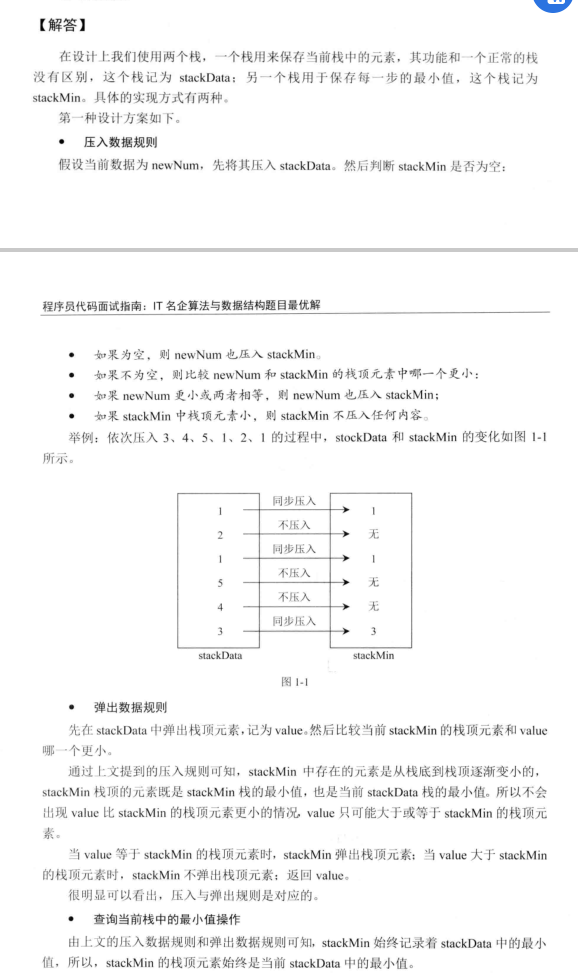 【解答】
在设计上我们使用两个栈，一个栈用来保存当前栈中的元素，其功能和一个正常的栈
没有区别，这个栈记为 stackData；另一个栈用于保存每一步的最小值，这个栈记为
stackMin。具体的实现方式有两种。
第一种设计方案如下。
• 压入数据规则
假设当前数据为 newNum，先将其压入 stackData。然后判断 stackMin 是否为空：
程序员代码面试指南：IT 名企算法与数据结构题目最优解
• 如果为空，则 newNum 也压入 stackMin。
• 如果不为空，则比较 newNum 和 stackMin 的栈顶元素中哪一个更小：
• 如果 newNum 更小或两者相等，则 newNum 也压入 stackMin；
• 如果 stackMin 中栈顶元素小，则 stackMin 不压入任何内容。
举例：依次压入 3、4、5、1、2、1 的过程中，stockData 和 stackMin 的变化如图 1-1
所示。
1 同步压入 1
2 不压入 无
1 同步压入 1
5 不压入 无
4 不压入 无
3 同步压入 3
stackData stackMin
图 1-1
• 弹出数据规则
先在 stackData 中弹出栈顶元素，记为 value。然后比较当前 stackMin 的栈顶元素和 value
哪一个更小。
通过上文提到的压入规则可知，stackMin 中存在的元素是从栈底到栈顶逐渐变小的，
stackMin 栈顶的元素既是 stackMin 栈的最小值，也是当前 stackData 栈的最小值。所以不会
出现 value 比 stackMin 的栈顶元素更小的情况，value 只可能大于或等于 stackMin 的栈顶元
素。
当 value 等于 stackMin 的栈顶元素时，stackMin 弹出栈顶元素；当 value 大于 stackMin
的栈顶元素时，stackMin 不弹出栈顶元素；返回 value。
很明显可以看出，压入与弹出规则是对应的。
• 查询当前栈中的最小值操作
由上文的压入数据规则和弹出数据规则可知，stackMin 始终记录着 stackData 中的最小
值，所以，stackMin 的栈顶元素始终是当前 stackData 中的最小值。